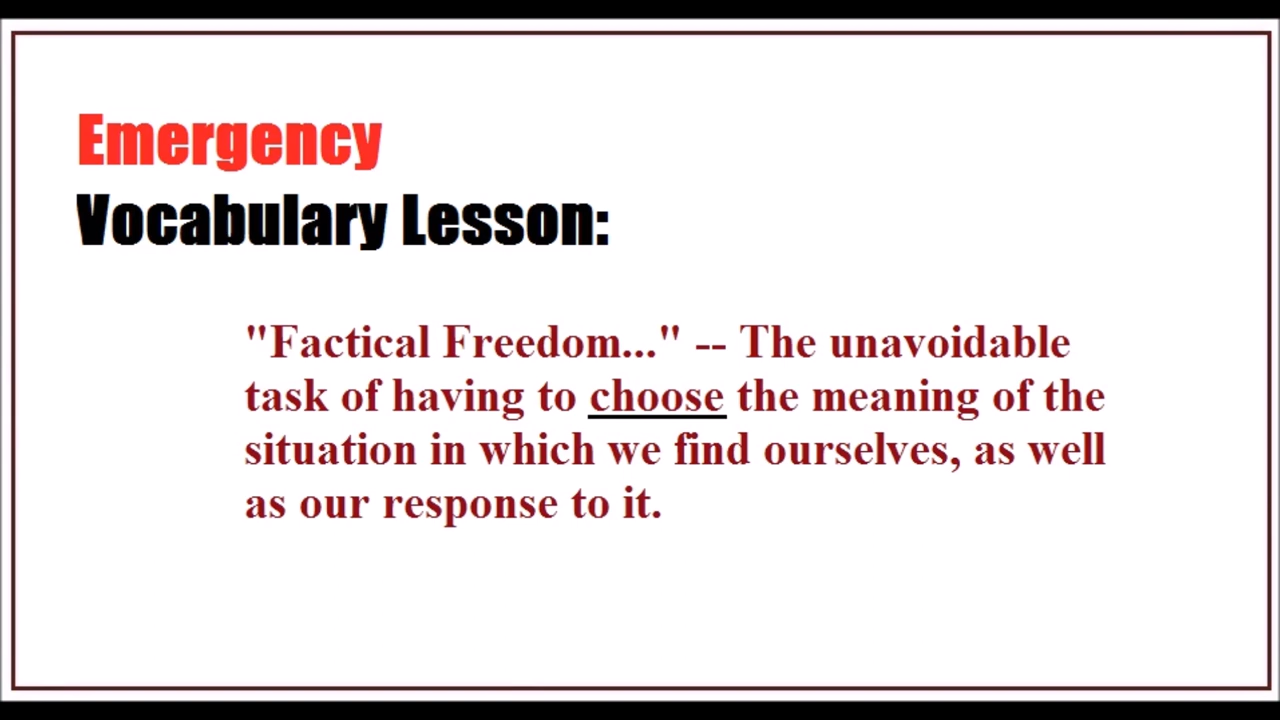 Emergency
Vocabulary Lesson:
"Factical Freedom..." -- The unavoidable
task of having to choose the meaning of the
situation in which we find ourselves, as well
as our response to it.